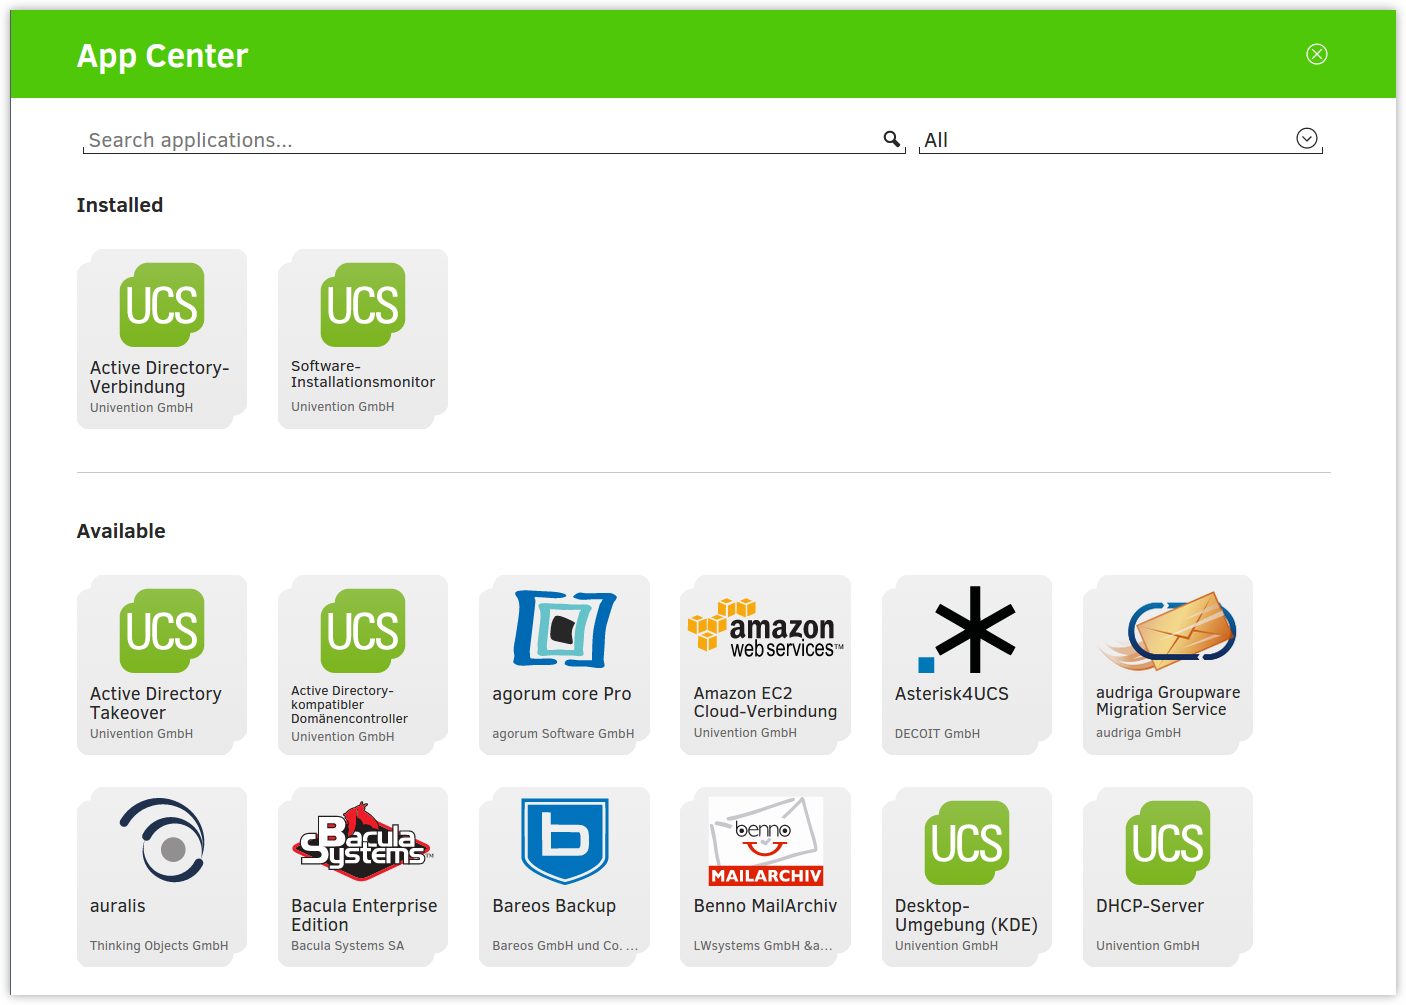 App Center
Search applications...
All
Installed
UCS
Active Directory-
Verbindung
Univention GmbH
UCS
Software-
Installationsmonitor
Univention GmbH
Available
UCS
Active Directory
Takeover
Univention GmbH
UCS
Active Directory-
kompatibler
Domänencontroller
Univention GmbH
agorum core Pro
agorum Software GmbH
amazon
webservices™
Amazon EC2
Cloud-Verbindung
Univention GmbH
Asterisk4UCS
DECOIT GmbH
audriga Groupware
Migration Service
audriga GmbH
auralis
Thinking Objects GmbH
Bacula
Systems™
Bacula Enterprise
Edition
Bacula Systems SA
b
Bareos Backup
Bareos GmbH und Co. ...
benno
MAILARCHIV
Benno MailArchiv
LWsystems GmbH &a...
UCS
Desktop-
Umgebung (KDE)
Univention GmbH
UCS
DHCP-Server
Univention GmbH